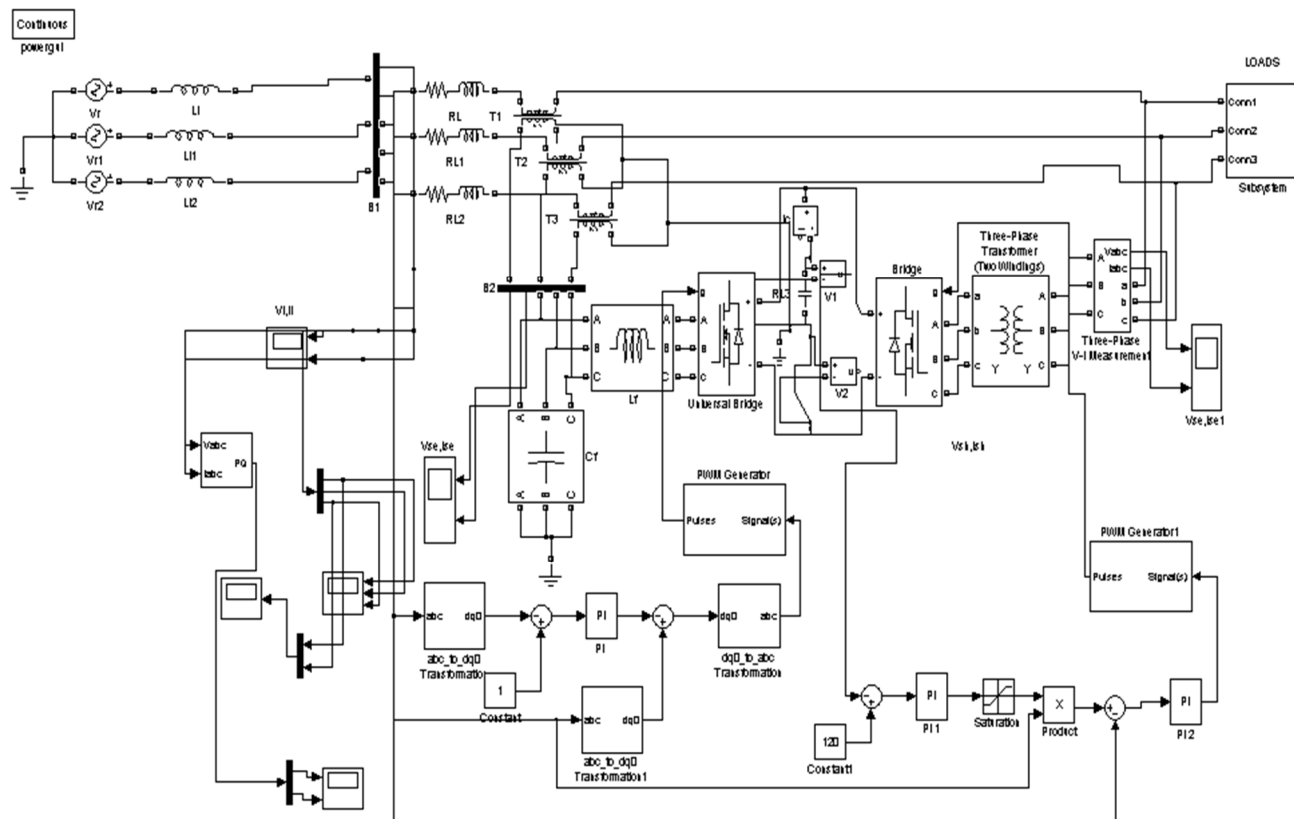 Continuous
powergui
Vr
LI
Vr1
LI1
Vr2
LI2
B1
RL
T1
RL1
T2
RL2
T3
LOADS
Conn1
Conn2
Conn3
Subsystem
B2
A
B
C
A
B
C
Lf
g
A
B
C
+
-
Universal Bridge
RL3
V1
V2
Bridge
g
A
B
C
+
-
Three-Phase
Transformer
(Two Windings)
a
b
c
A
B
C
Y
Y
A
B
C
Vabc
Iabc
a
b
c
Three-Phase
V-I Measurement
Vse,Ise1
VI,II
Vabc
Iabc
PQ
Vse,Ise
A
B
C
A
B
C
Cf
Vsh,Ish
PWM Generator
Pulses
Signal(s)
PWM Generator1
Pulses
Signal(s)
abc
dq0
abc_to_dq0
Transformation
1
Constant
PI
PI
dq0
abc
dq0_to_abc
Transformation
abc
dq0
abc_to_dq0
Transformation1
120
Constant1
PI
PI1
Saturation
X
Product
PI
PI2